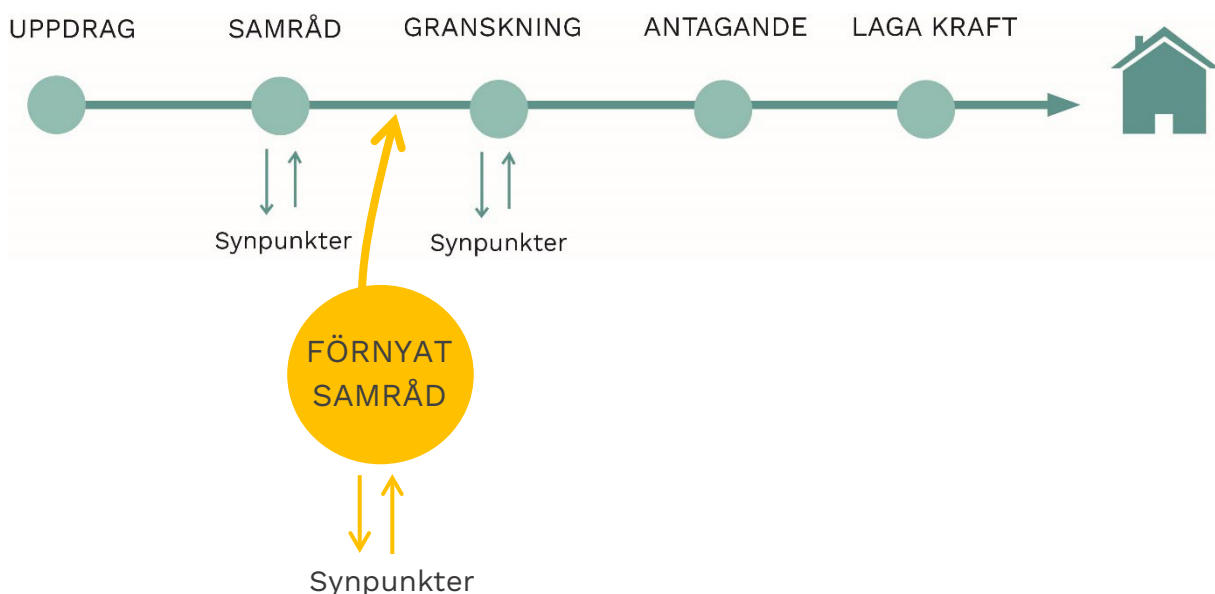 UPPDRAG SAMRÅD GRANSKNING ANTAGANDE LAGA KRAFT
Synpunkter Synpunkter
FÖRNYAT
SAMRÅD
Synpunkter